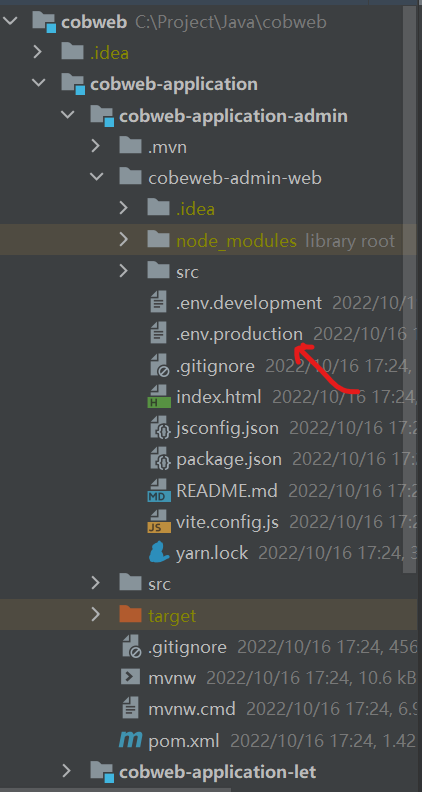 cobweb C:\Project\Java\cobweb
.idea
cobweb-application
cobweb-application-admin
.mvn
cobeweb-admin-web
.idea
node_modules library root
src
.env.development 2022/10/1
.env.production 2022/10/16 1
.gitignore 2022/10/16 17:24,
index.html 2022/10/16 17:24,
jsconfig.json 2022/10/16 17:2
package.json 2022/10/16 17:
README.md 2022/10/16 17:2
vite.config.js 2022/10/16 17:2
yarn.lock 2022/10/16 17:24, 3
src
target
.gitignore 2022/10/16 17:24, 456
mvnw 2022/10/16 17:24, 10.6 kB
mvnw.cmd 2022/10/16 17:24, 6.9
pom.xml 2022/10/16 17:24, 1.42
cobweb-application-let